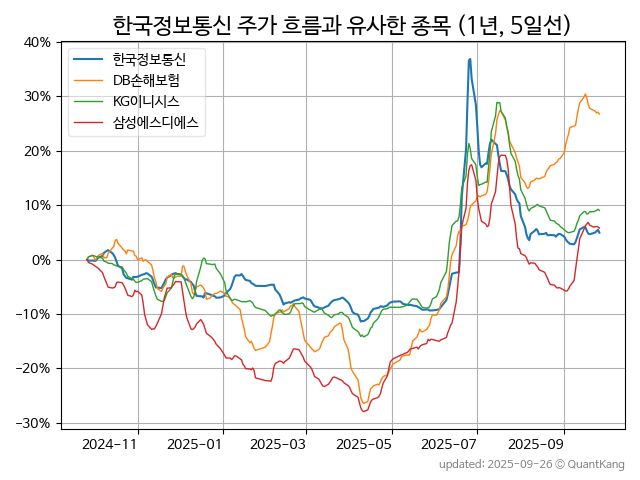 한국정보통신 주가 흐름과 유사한 종목 (1년, 5일선)
40%
30%
20%
10%
0%
−10%
−20%
−30%
한국정보통신
DB손해보험
KG이니시스
삼성에스디에스
2024-11
2025-01
2025-03
2025-05
2025-07
2025-09
updated: 2025-09-26 © QuantKang